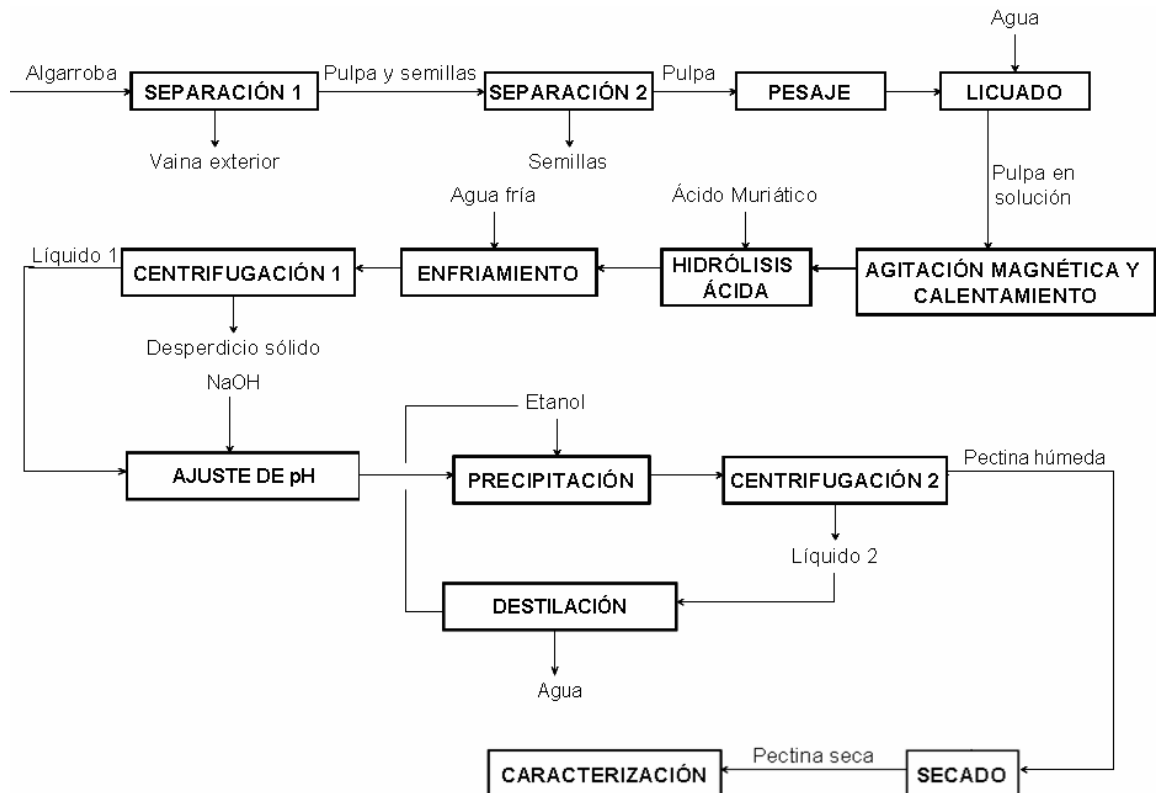 Agua
Algarroba
Pulpa y semillas
Pulpa
SEPARACIÓN 1
SEPARACIÓN 2
PESAJE
LICUADO
Vaina exterior
Semillas
Pulpa en
solución
Agua fría
Ácido Muriático
Líquido 1
CENTRIFUGACIÓN 1
ENFRIAMIENTO
HIDRÓLISIS
ÁCIDA
AGITACIÓN MAGNÉTICA Y
CALENTAMIENTO
Desperdicio sólido
NaOH
Etanol
AJUSTE DE pH
PRECIPITACIÓN
CENTRIFUGACIÓN 2
Pectina húmeda
Líquido 2
DESTILACIÓN
Agua
CARACTERIZACIÓN
Pectina seca
SECADO